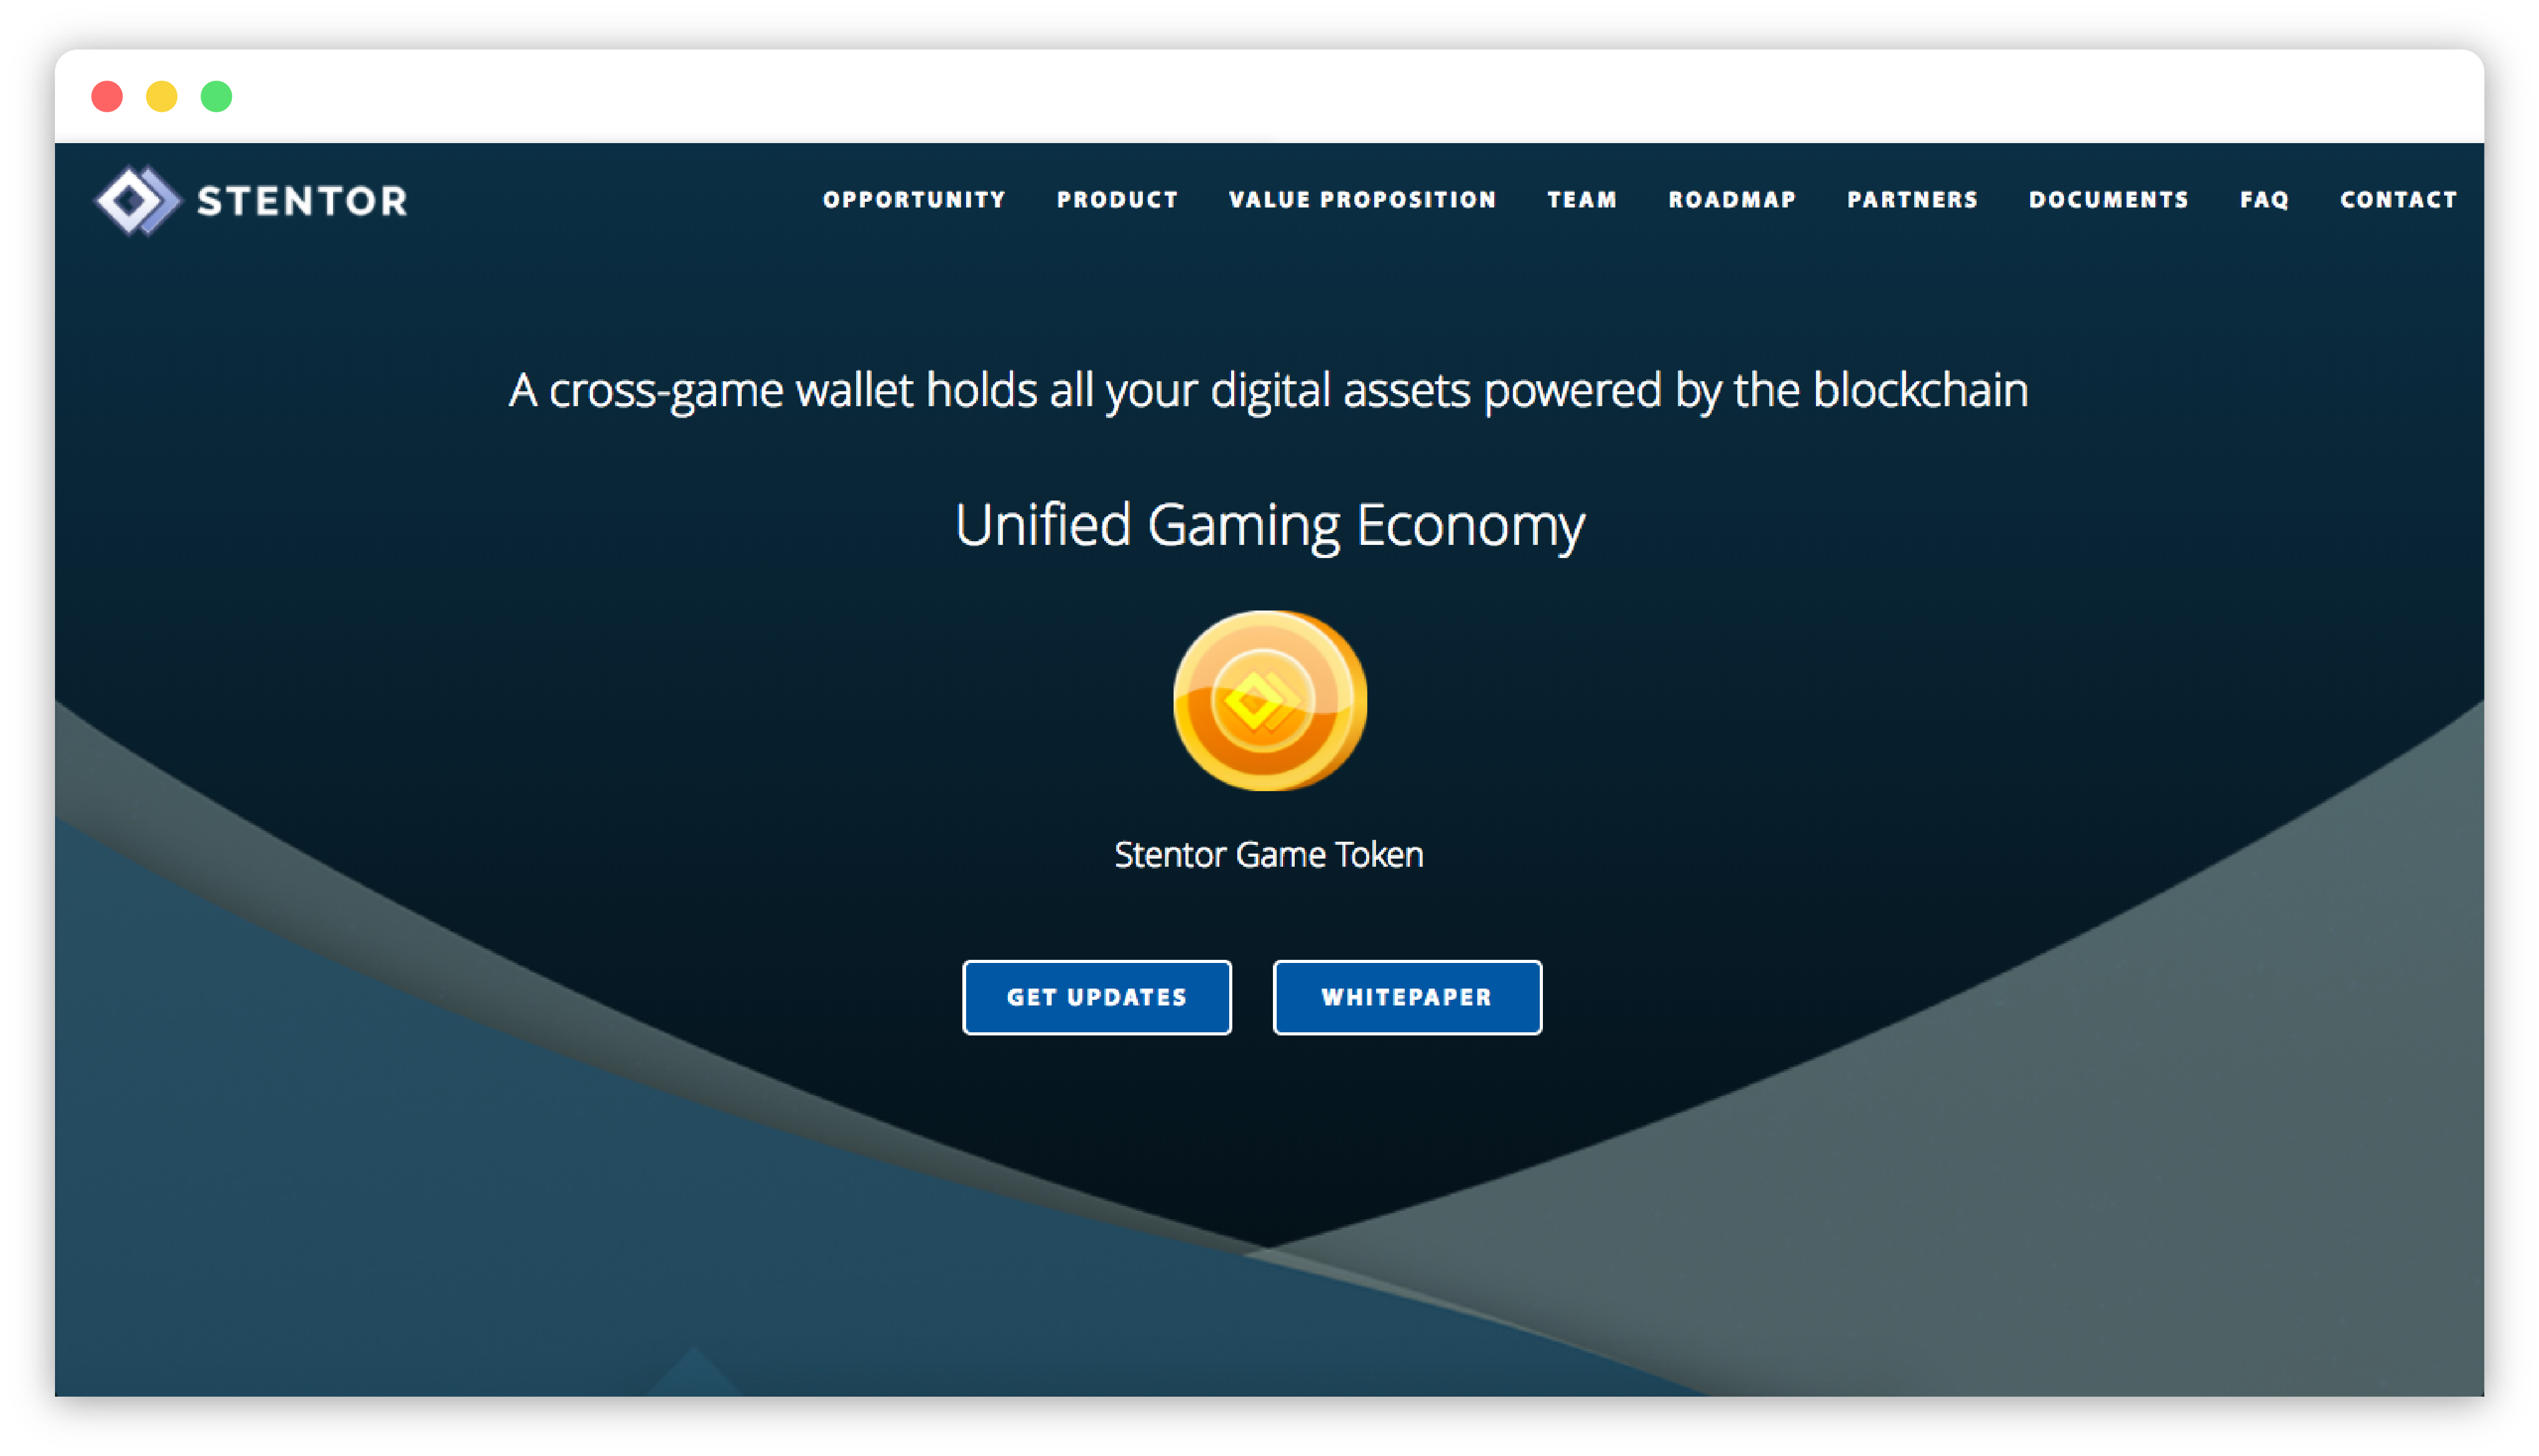 STENTOR
OPPORTUNITY PRODUCT VALUE PROPOSITION TEAM ROADMAP PARTNERS DOCUMENTS FAQ CONTACT
A cross-game wallet holds all your digital assets powered by the blockchain
Unified Gaming Economy
Stentor Game Token
GET UPDATES
WHITEPAPER